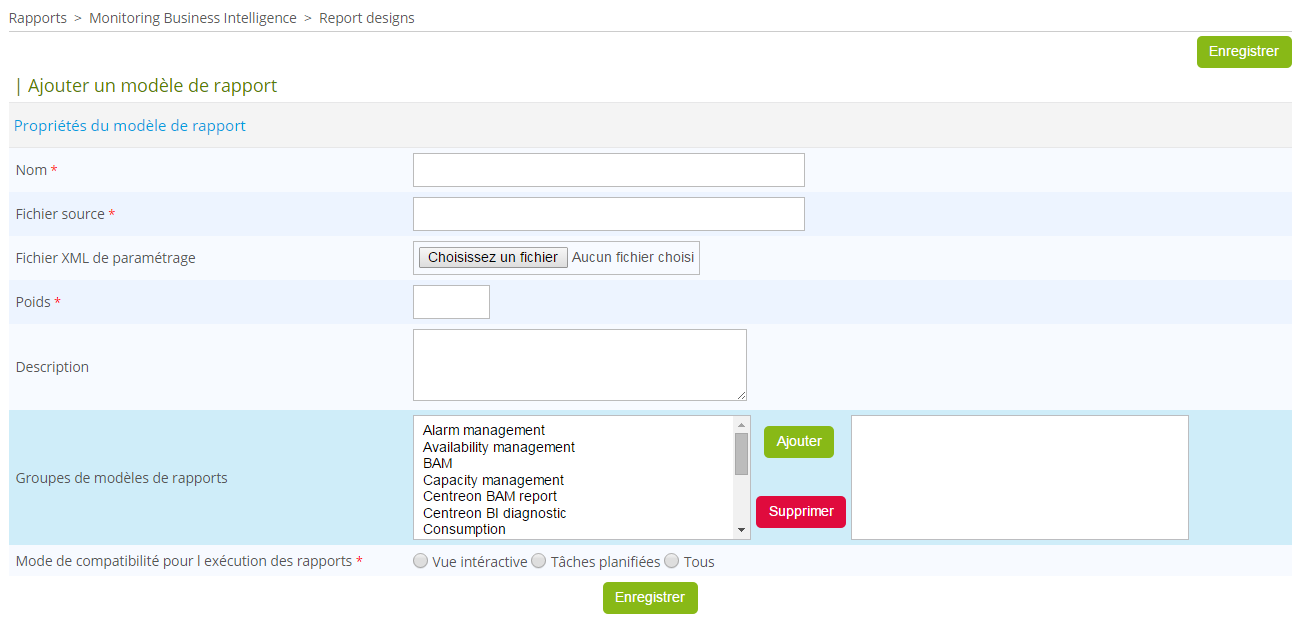 Rapports > Monitoring Business Intelligence > Report designs
Enregistrer
| Ajouter un modèle de rapport
Propriétés du modèle de rapport
Nom *
Fichier source *
Fichier XML de paramétrage
Choisissez un fichier Aucun fichier choisi
Poids *
Description
Groupes de modèles de rapports
Alarm management
Availability management
BAM
Capacity management
Centreon BAM report
Centreon BI diagnostic
Consumption
Ajouter
Supprimer
Mode de compatibilité pour l exécution des rapports *
Vue intéractive Tâches planifiées Tous
Enregistrer